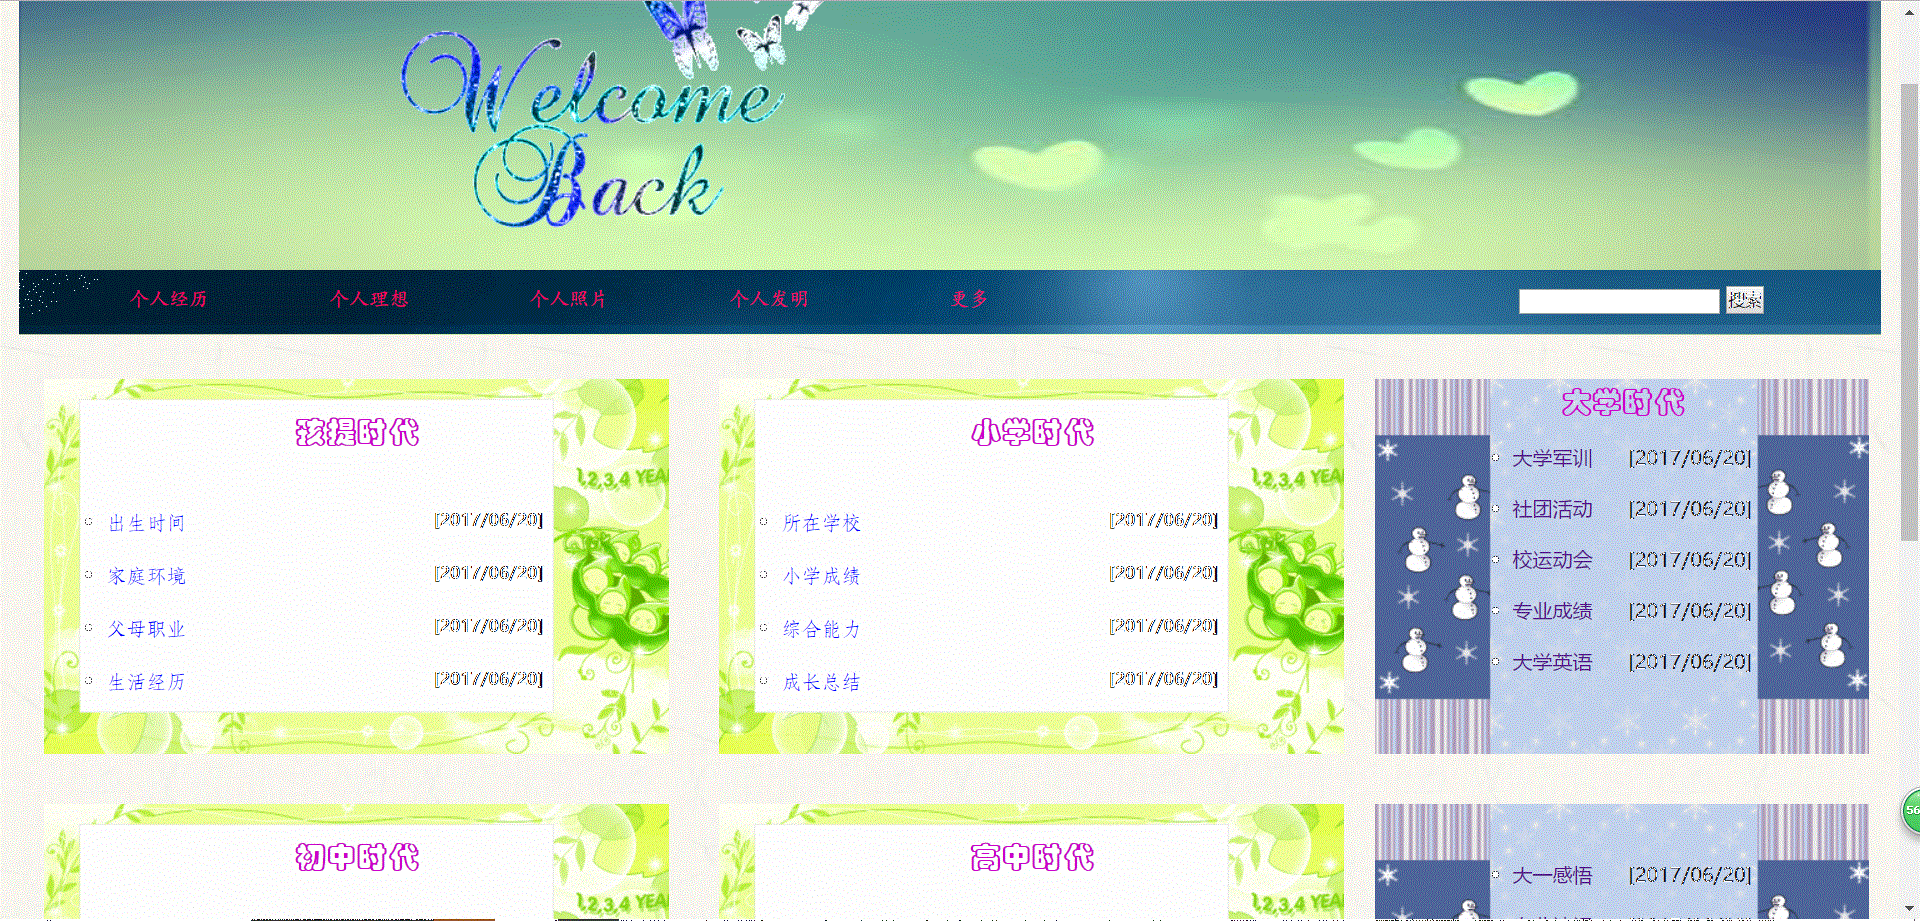 Welcome
Back
个人经历 个人理想 个人照片 个人发明 更多 搜索
孩提时代
1,2,3,4 YEA
出生时间 [2017/06/20]
家庭环境 [2017/06/20]
父母职业 [2017/06/20]
生活经历 [2017/06/20]
小学时代
1,2,3,4 YEA
所在学校 [2017/06/20]
小学成绩 [2017/06/20]
综合能力 [2017/06/20]
成长总结 [2017/06/20]
大学时代
大学军训 [2017/06/20]
社团活动 [2017/06/20]
校运动会 [2017/06/20]
专业成绩 [2017/06/20]
大学英语 [2017/06/20]
初中时代
1,2,3,4 YEA
高中时代
1,2,3,4 YEA
大一感悟 [2017/06/20]
56